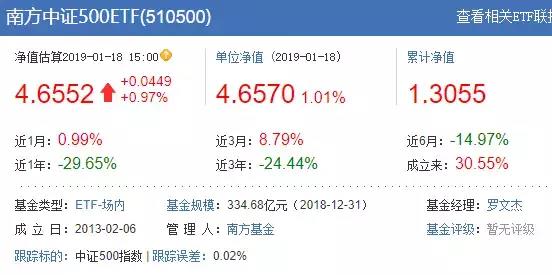 南方中证500ETF(510500) 查看相关ETF联接
净值估算2019-01-18 15:00 单位净值 (2019-01-18) 累计净值
4.6552 +0.0449 +0.97% 4.6570 1.01% 1.3055
近1月：0.99% 近3月：8.79% 近6月：-14.97%
近1年：-29.65% 近3年：-24.44% 成立来：30.55%
基金类型：ETF-场内 基金规模：334.68亿元 (2018-12-31) 基金经理：罗文杰
成 立 日：2013-02-06 管 理 人：南方基金 基金评级：暂无评级
跟踪标的：中证500指数 | 跟踪误差：0.02%